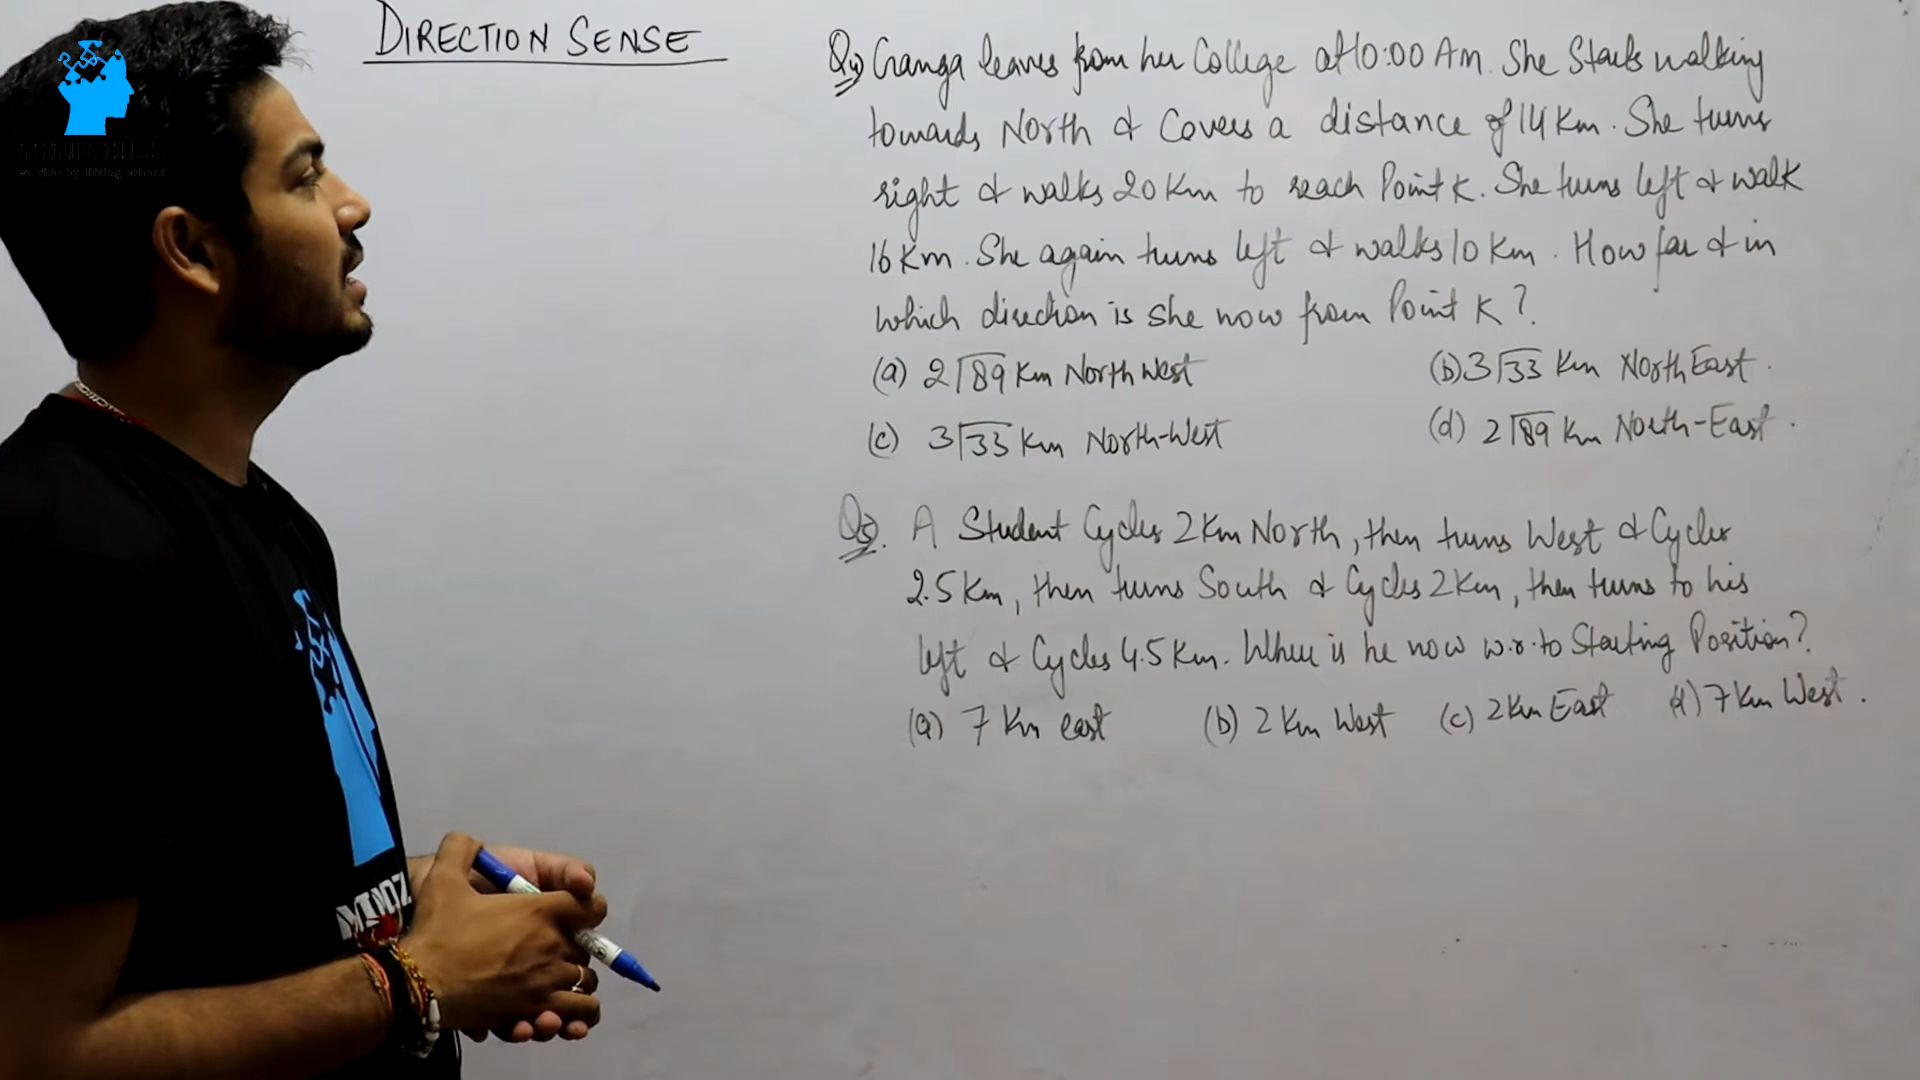 DIRECTION SENSE
Q4) Ganga leaves from her College at 10:00 AM. She Starts walking
towards North & Covers a distance of 14 Km. She turns
right & walks 20 Km to reach Point K. She turns left & walk
16 Km. She again turns left & walks 10 Km. How far & in
which direction is she now from Point K?
(a) 2√89 Km North West
(b) 3√33 Km North East.
(c) 3√33 Km North-West
(d) 2√89 Km North-East.
Q5. A Student Cycles 2 Km North, then turns West & Cycles
2.5 Km, then turns South & Cycles 2 Km, then turns to his
left & Cycles 4.5 Km. Where is he now w.r.to Starting Position?
(a) 7 Km east (b) 2 Km West (c) 2 Km East (d) 7 Km West.